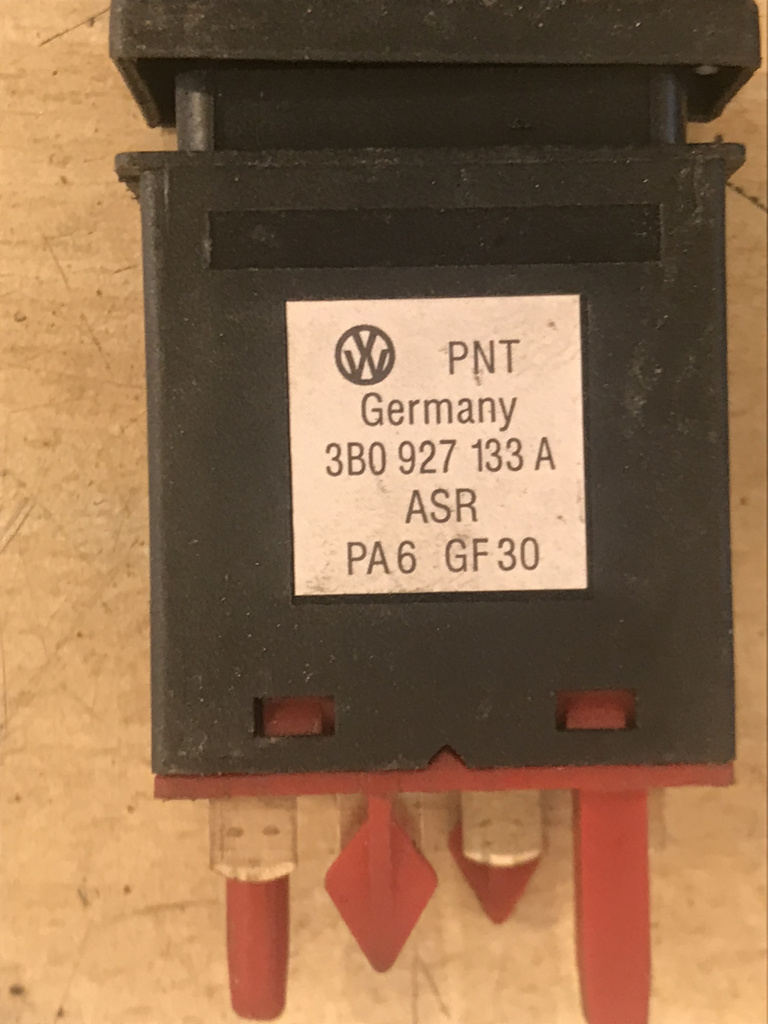 PNT
Germany
3B0 927 133 A
ASR
PA6 GF30